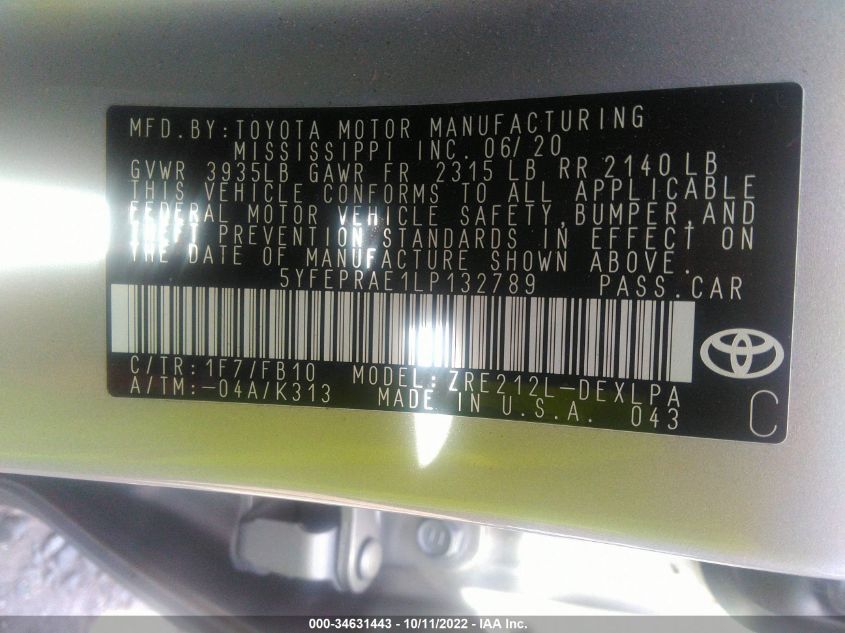 MFD.BY:TOYOTA MOTOR MANUFACTURING
MISSISSIPPI INC. 06/20
GVWR 3935LB GAWR FR 2315 LB RR 2140 LB
THIS VEHICLE CONFORMS TO ALL APPLICABLE
FEDERAL MOTOR VEHICLE SAFETY,BUMPER,AND
THEFT PREVENTION STANDARDS IN EFFECT ON
THE DATE OF MANUFACTURE SHOWN ABOVE.
5YFEPRAE1LP132789 PASS.CAR
C/TR: 1F7/FB10 MODEL: ZRE212L-DEXLPA
A/TM:-04A/K313 MADE IN U.S.A. 043
C
000-34631443 - 10/11/2022 - IAA Inc.